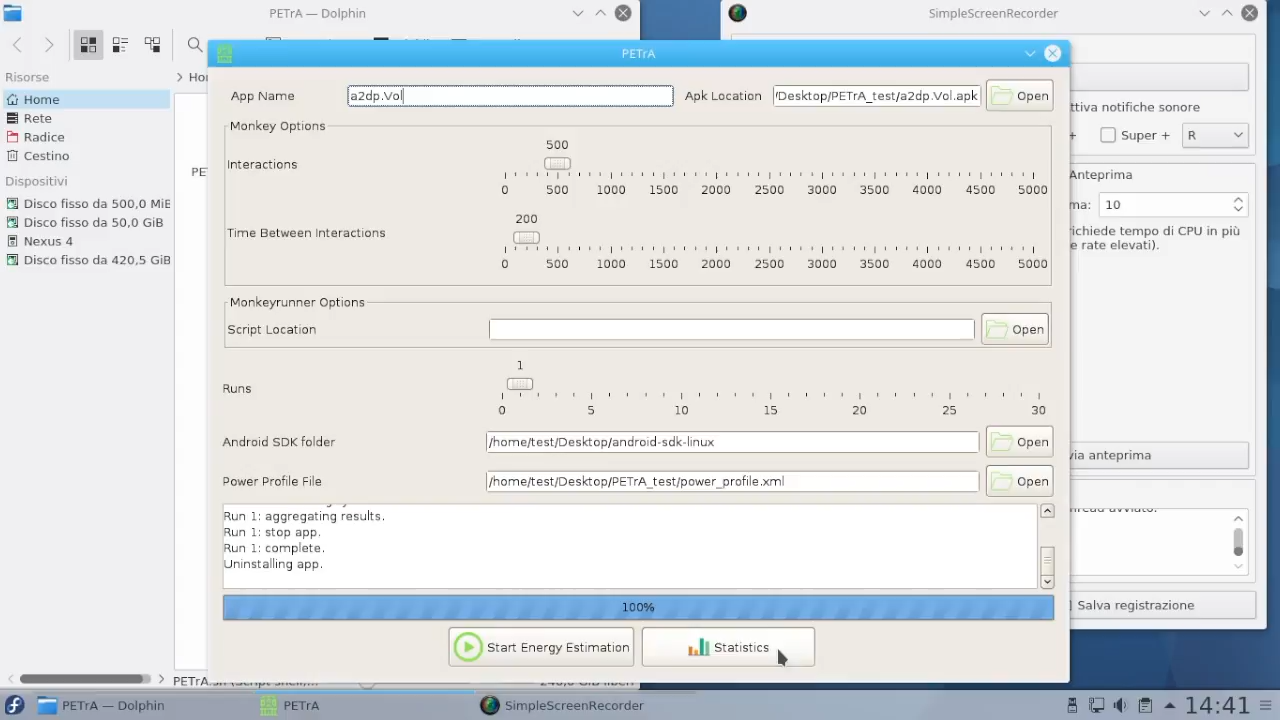 PETrA — Dolphin
SimpleScreenRecorder
PETrA
Risorse
Home
Rete
Radice
Cestino
Dispositivi
Disco fisso da 500,0 MiE
Disco fisso da 50,0 GiB
Nexus 4
Disco fisso da 420,5 GiB
App Name
a2dp.Vol
Apk Location
/Desktop/PETrA_test/a2dp.Vol.apk
Open
Monkey Options
Interactions
500
0 500 1000 1500 2000 2500 3000 3500 4000 4500 5000
Time Between Interactions
200
0 500 1000 1500 2000 2500 3000 3500 4000 4500 5000
Monkeyrunner Options
Script Location
Open
Runs
1
0 5 10 15 20 25 30
Android SDK folder
/home/test/Desktop/android-sdk-linux
Open
Power Profile File
/home/test/Desktop/PETrA_test/power_profile.xml
Open
Run 1: aggregating results.
Run 1: stop app.
Run 1: complete.
Uninstalling app.
100%
Start Energy Estimation
Statistics
ttiva notifiche sonore
+ Super + R
Anteprima
ma: 10
richiede tempo di CPU in più
e rate elevati).
via anteprima
Salva registrazione
PETrA — Dolphin
PETrA
SimpleScreenRecorder
14:41